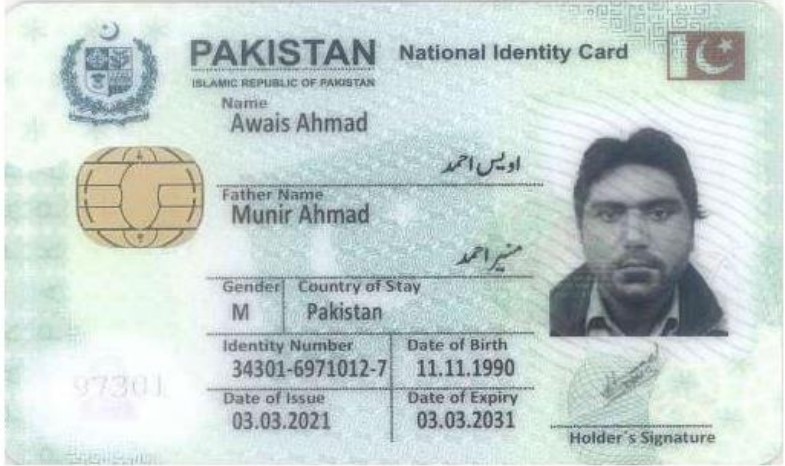 PAKISTAN National Identity Card
ISLAMIC REPUBLIC OF PAKISTAN
Name
Awais Ahmad
اویس احمد
Father Name
Munir Ahmad
منیر احمد
Gender Country of Stay
M Pakistan
Identity Number Date of Birth
34301-6971012-7 11.11.1990
Date of Issue Date of Expiry
03.03.2021 03.03.2031
97301
Holder's Signature